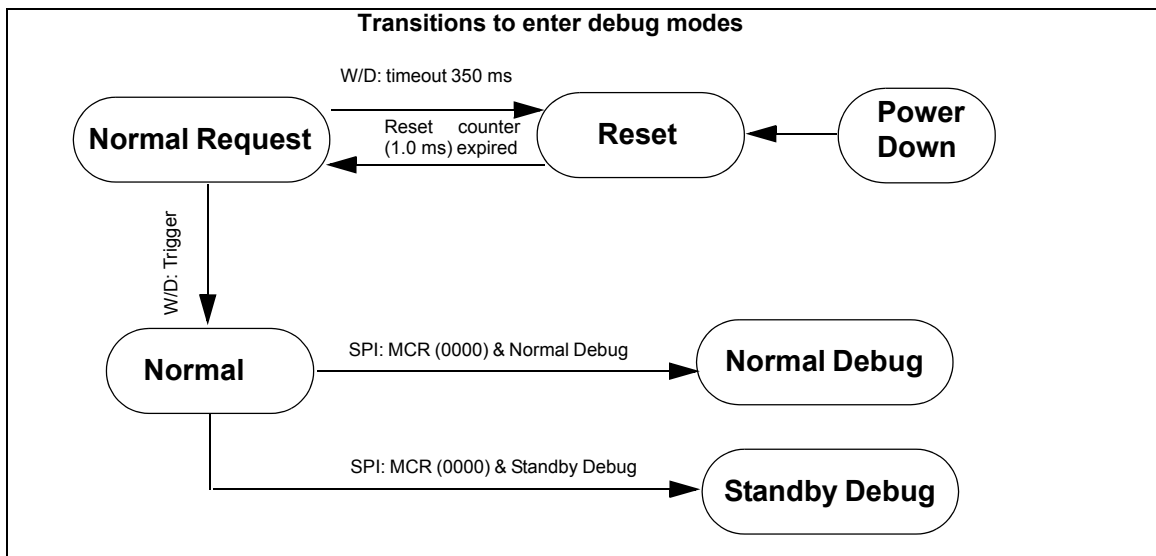 Transitions to enter debug modes
W/D: timeout 350 ms
Normal Request
Reset counter
(1.0 ms) expired
Reset
Power
Down
W/D: Trigger
Normal
SPI: MCR (0000) & Normal Debug
Normal Debug
SPI: MCR (0000) & Standby Debug
Standby Debug